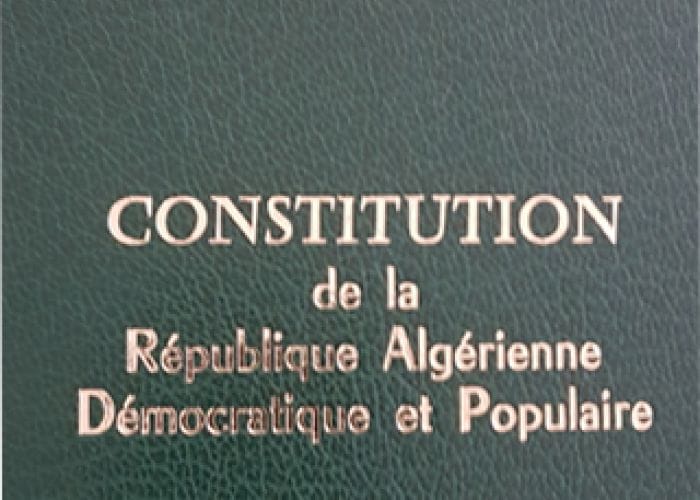 CONSTITUTION
de la
République Algérienne
Démocratique et Populaire